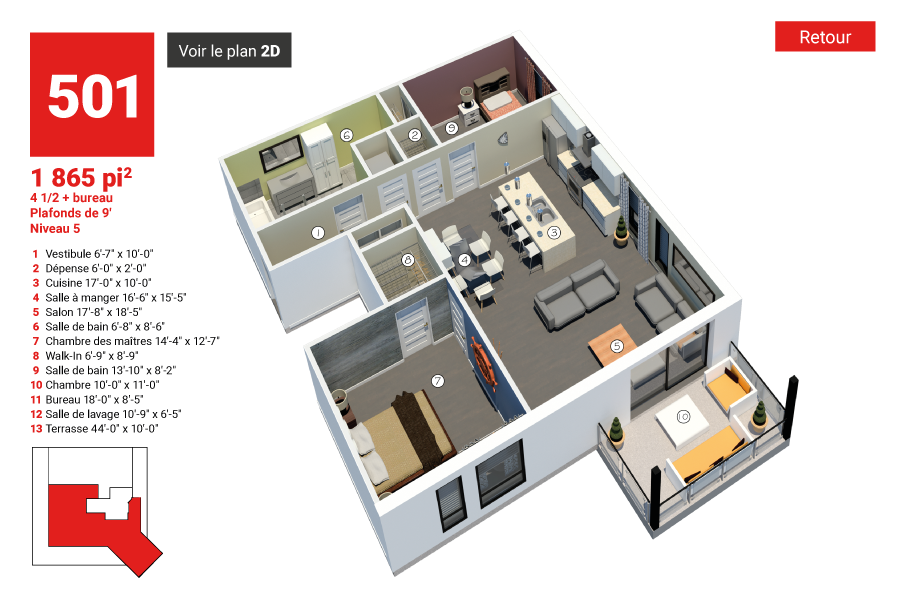 501
Voir le plan 2D
Retour
1 865 pi²
4 1/2 + bureau
Plafonds de 9'
Niveau 5
1 Vestibule 6'-7" x 10'-0"
2 Dépense 6'-0" x 2'-0"
3 Cuisine 17'-0" x 10'-0"
4 Salle à manger 16'-6" x 15'-5"
5 Salon 17'-8" x 18'-5"
6 Salle de bain 6'-8" x 8'-6"
7 Chambre des maîtres 14'-4" x 12'-7"
8 Walk-In 6'-9" x 8'-9"
9 Salle de bain 13'-10" x 8'-2"
10 Chambre 10'-0" x 11'-0"
11 Bureau 18'-0" x 8'-5"
12 Salle de lavage 10'-9" x 6'-5"
13 Terrasse 44'-0" x 10'-0"
6
2
9
1
8
4
3
5
7
10